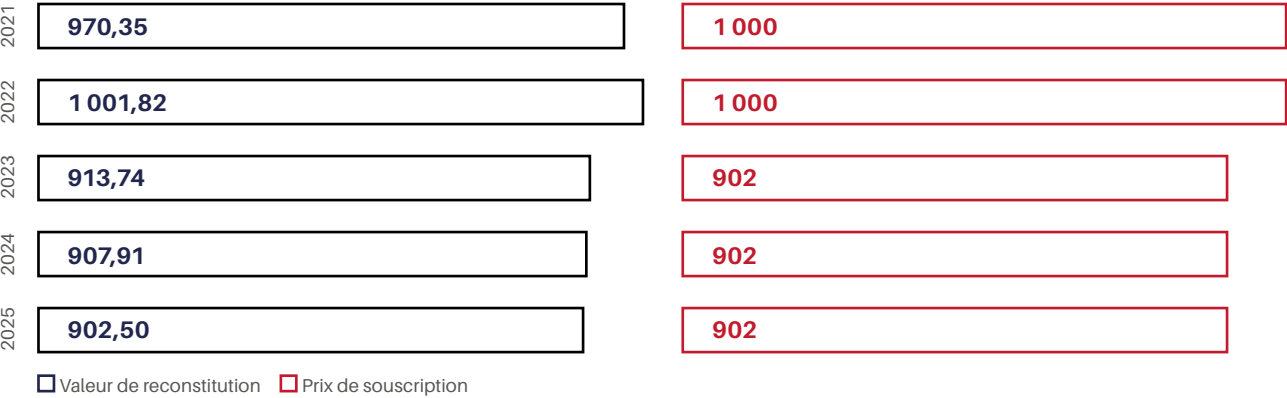 2021 970,35 1 000
2022 1 001,82 1 000
2023 913,74 902
2024 907,91 902
2025 902,50 902
Valeur de reconstitution Prix de souscription